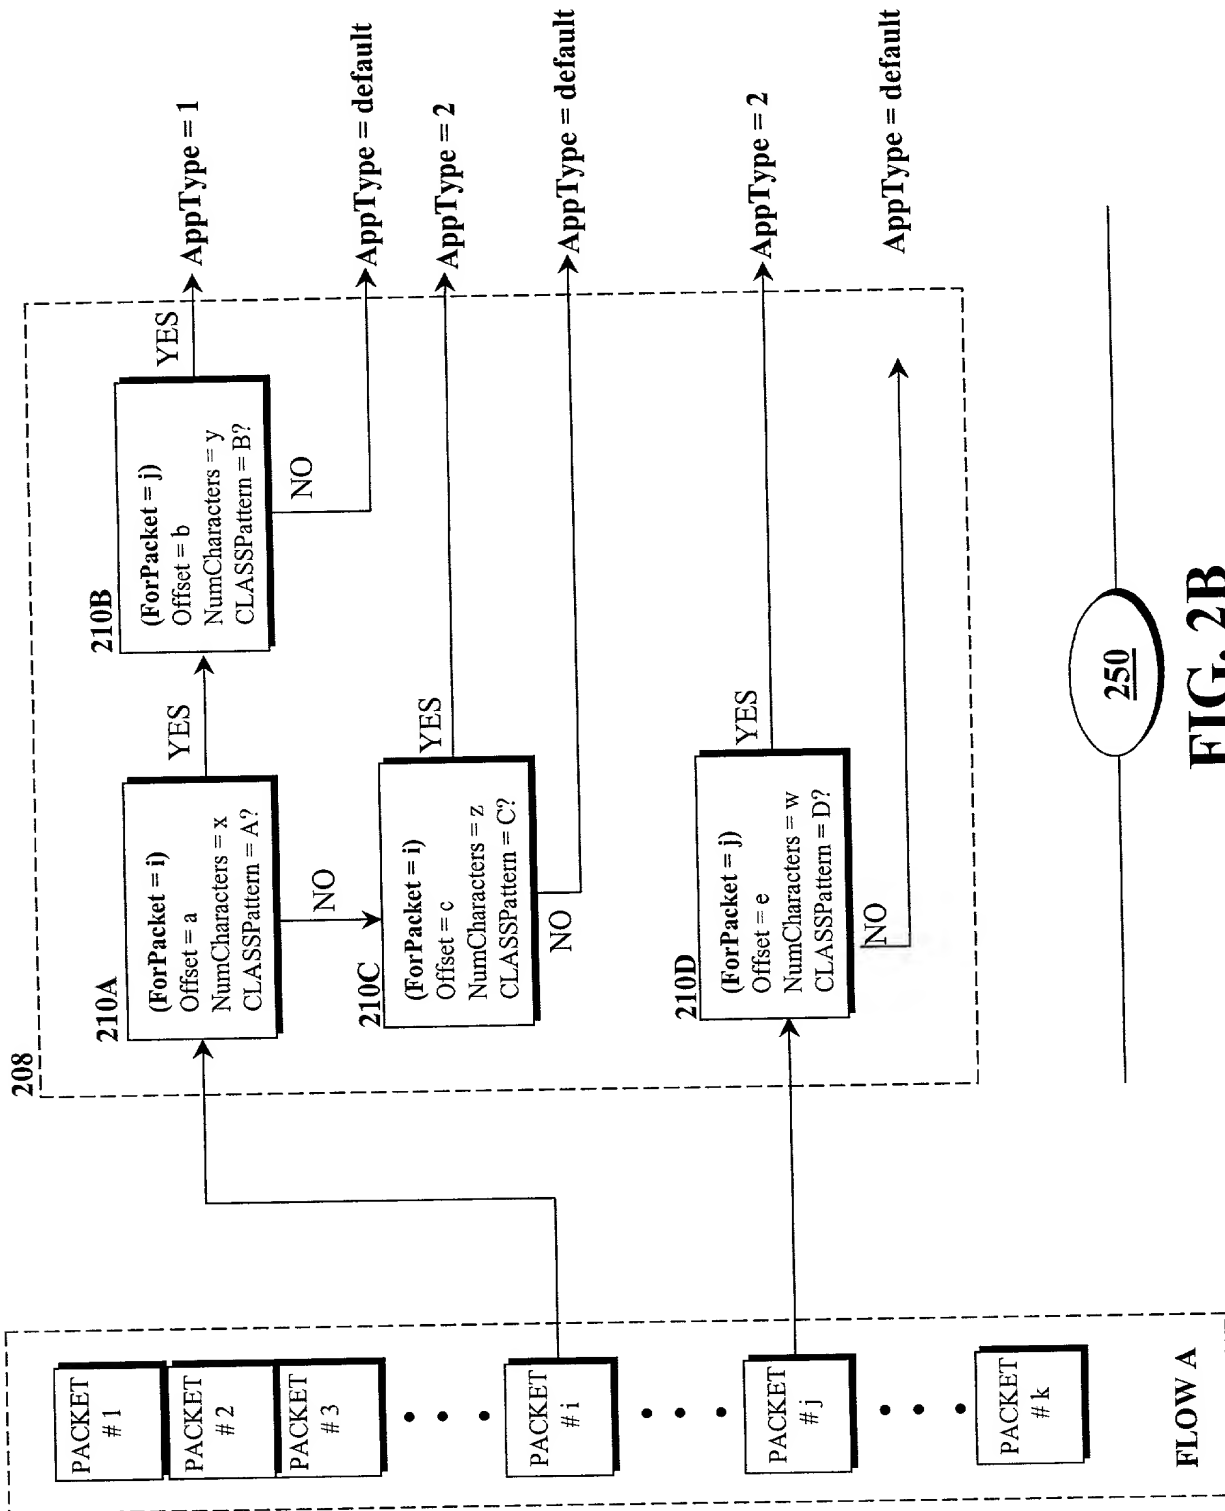 208
210A
(ForPacket = i)
Offset = a
NumCharacters = x
CLASSPattern = A?
YES
NO
210B
(ForPacket = j)
Offset = b
NumCharacters = y
CLASSPattern = B?
YES
NO
AppType = 1
AppType = default
210C
(ForPacket = i)
Offset = c
NumCharacters = z
CLASSPattern = C?
YES
NO
AppType = 2
AppType = default
210D
(ForPacket = j)
Offset = e
NumCharacters = w
CLASSPattern = D?
YES
NO
AppType = 2
AppType = default
PACKET
# 1
PACKET
# 2
PACKET
# 3
PACKET
# i
PACKET
# j
PACKET
# k
FLOW A
250
FIG. 2B